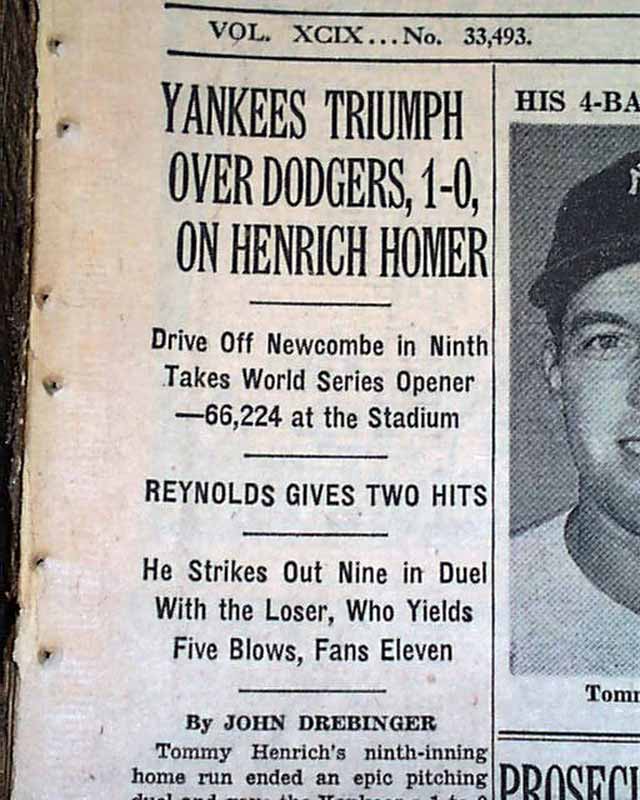 VOL. XCIX...No. 33,493.
YANKEES TRIUMPH
OVER DODGERS, 1-0,
ON HENRICH HOMER
Drive Off Newcombe in Ninth
Takes World Series Opener
—66,224 at the Stadium
REYNOLDS GIVES TWO HITS
He Strikes Out Nine in Duel
With the Loser, Who Yields
Five Blows, Fans Eleven
By JOHN DREBINGER
Tommy Henrich's ninth-inning
home run ended an epic pitching
HIS 4-BA
Tom